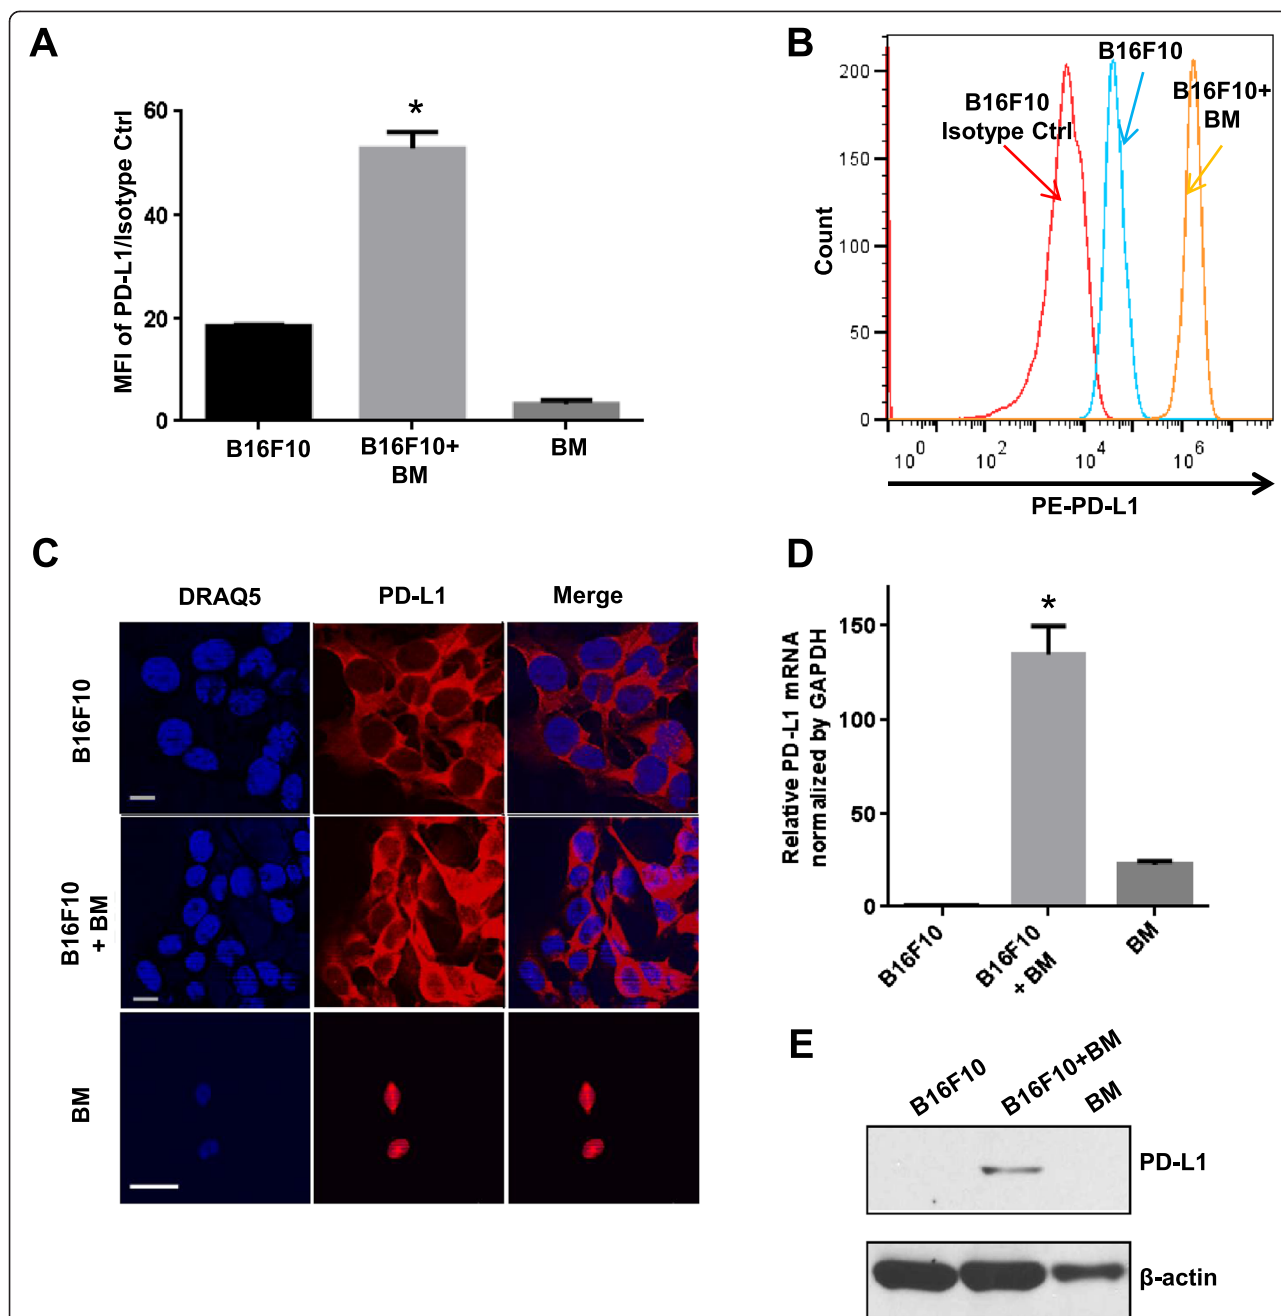 A
MFI of PD-L1/Isotype Ctrl
60
40
20
0
*
B16F10
B16F10+
BM
BM
B
Count
200
150
100
50
0
B16F10
Isotype Ctrl
B16F10
B16F10+
BM
10^0
10^2
10^4
10^6
PE-PD-L1
C
DRAQ5
PD-L1
Merge
B16F10
B16F10
+ BM
BM
D
Relative PD-L1 mRNA
normalized by GAPDH
150
100
50
0
*
B16F10
B16F10
+ BM
BM
E
B16F10
B16F10+BM
BM
PD-L1
β-actin